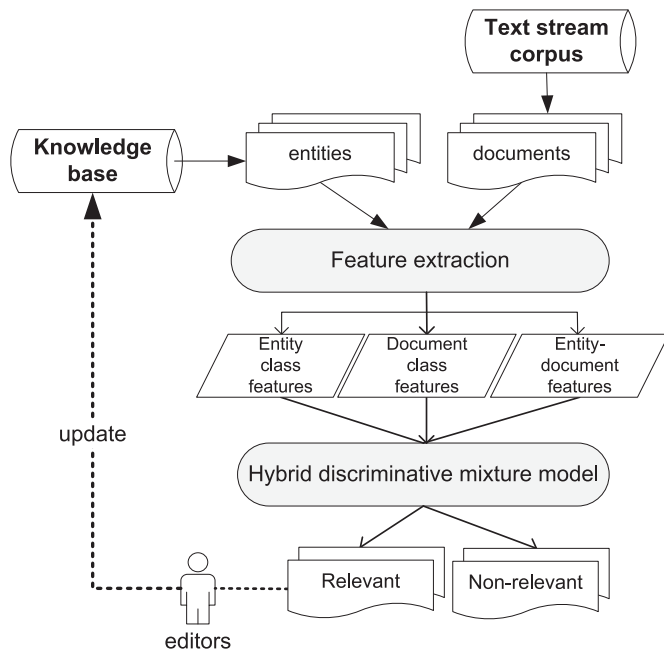 Text stream
corpus
Knowledge
base
entities
documents
Feature extraction
Entity
class
features
Document
class
features
Entity-
document
features
update
Hybrid discriminative mixture model
Relevant
Non-relevant
editors